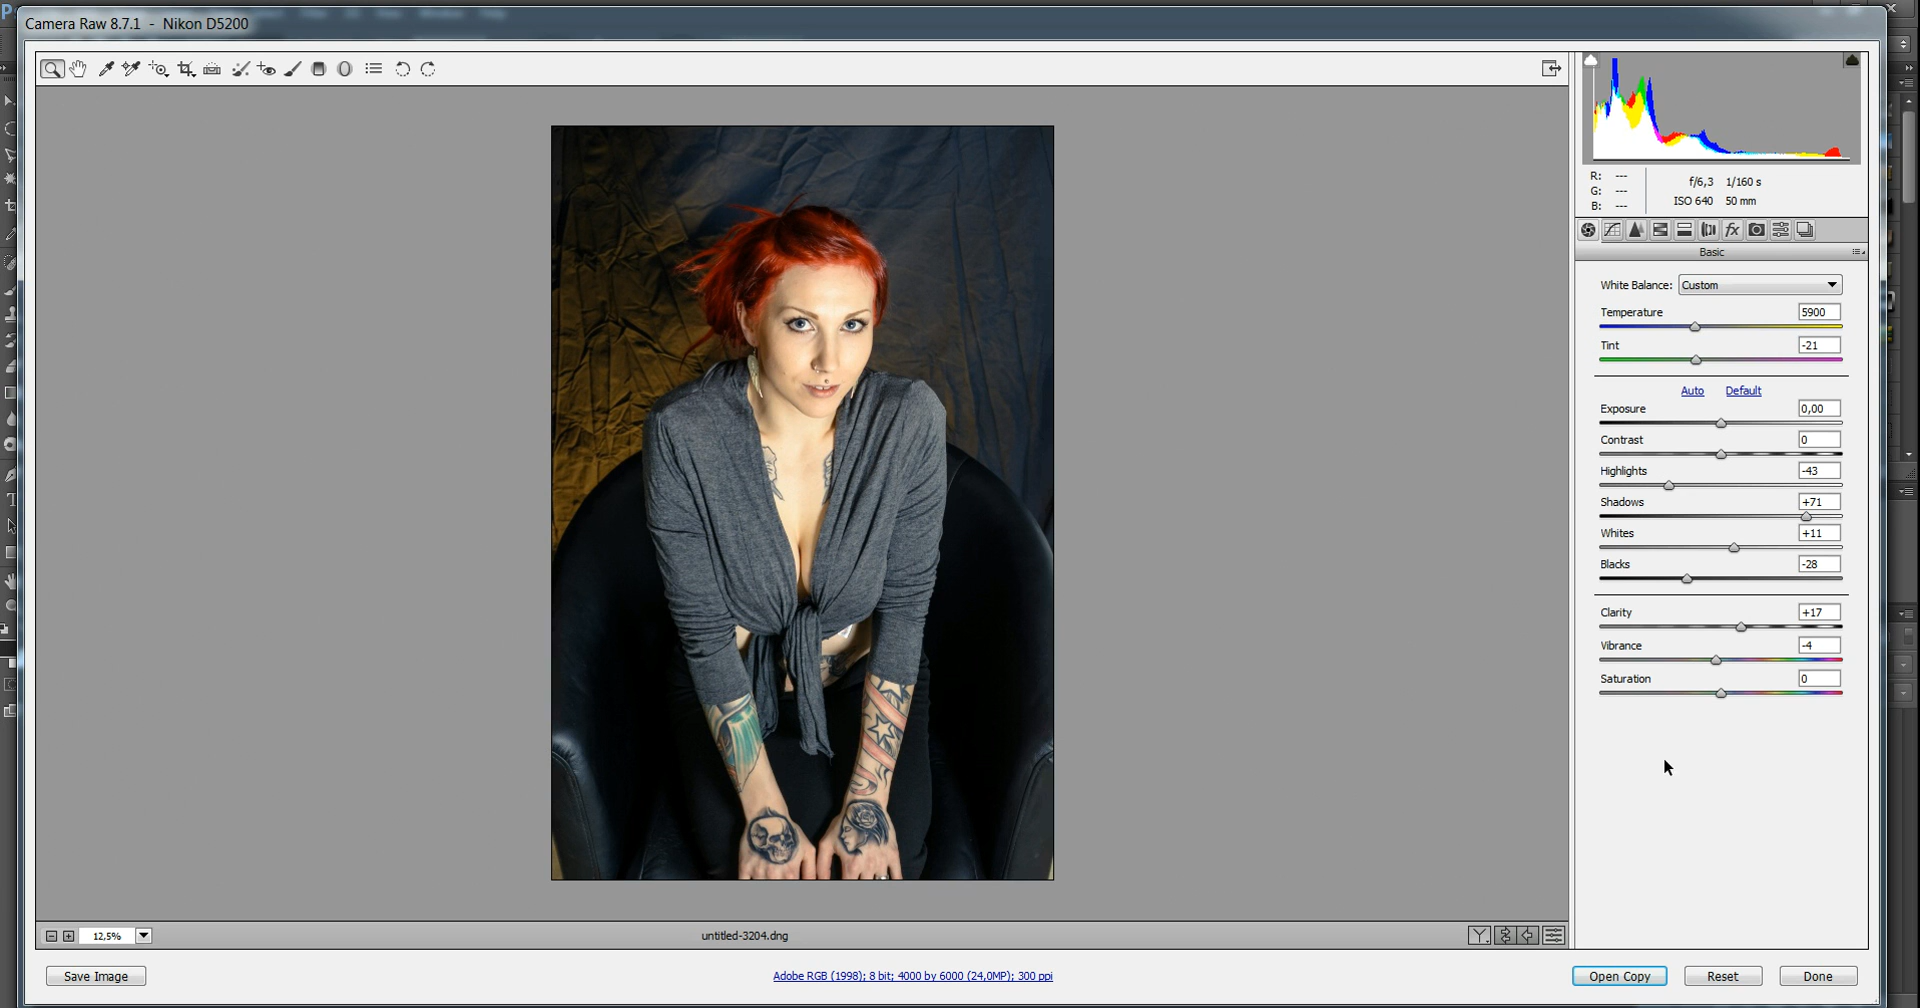 Camera Raw 8.7.1 - Nikon D5200
R: ---
G: ---
B: ---
f/6,3 1/160 s
ISO 640 50 mm
fx
Basic
White Balance: Custom
Temperature 5900
Tint -21
Auto Default
Exposure 0,00
Contrast 0
Highlights -43
Shadows +71
Whites +11
Blacks -28
Clarity +17
Vibrance -4
Saturation 0
12,5%
untitled-3204.dng
Y
Save Image
Adobe RGB (1998); 8 bit; 4000 by 6000 (24,0MP); 300 ppi
Open Copy
Reset
Done